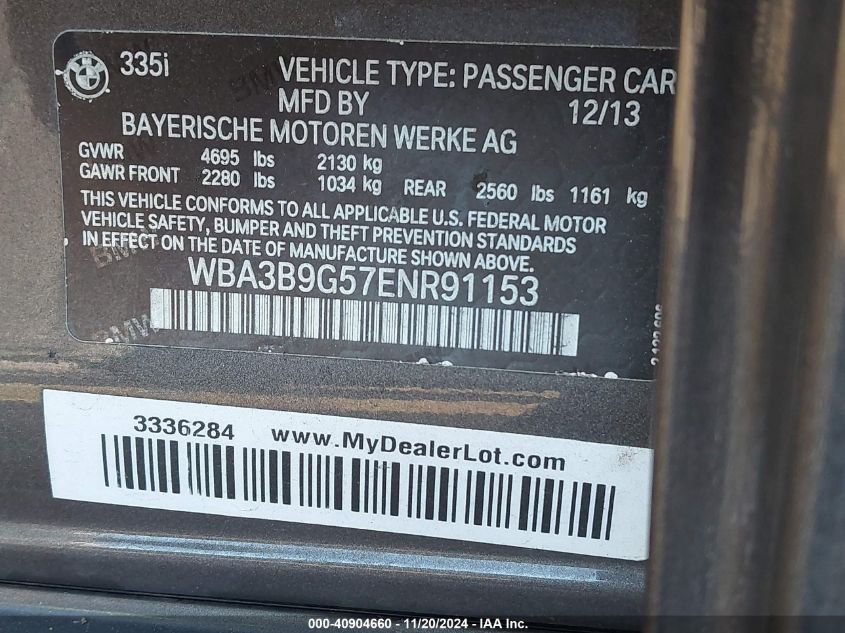 335i
VEHICLE TYPE: PASSENGER CAR
MFD BY 12/13
BAYERISCHE MOTOREN WERKE AG
GVWR 4695 lbs 2130 kg
GAWR FRONT 2280 lbs 1034 kg REAR 2560 lbs 1161 kg
THIS VEHICLE CONFORMS TO ALL APPLICABLE U.S. FEDERAL MOTOR
VEHICLE SAFETY, BUMPER AND THEFT PREVENTION STANDARDS
IN EFFECT ON THE DATE OF MANUFACTURE SHOWN ABOVE.
WBA3B9G57ENR91153
3336284 www.MyDealerLot.com
000-40904660 - 11/20/2024 - IAA Inc.